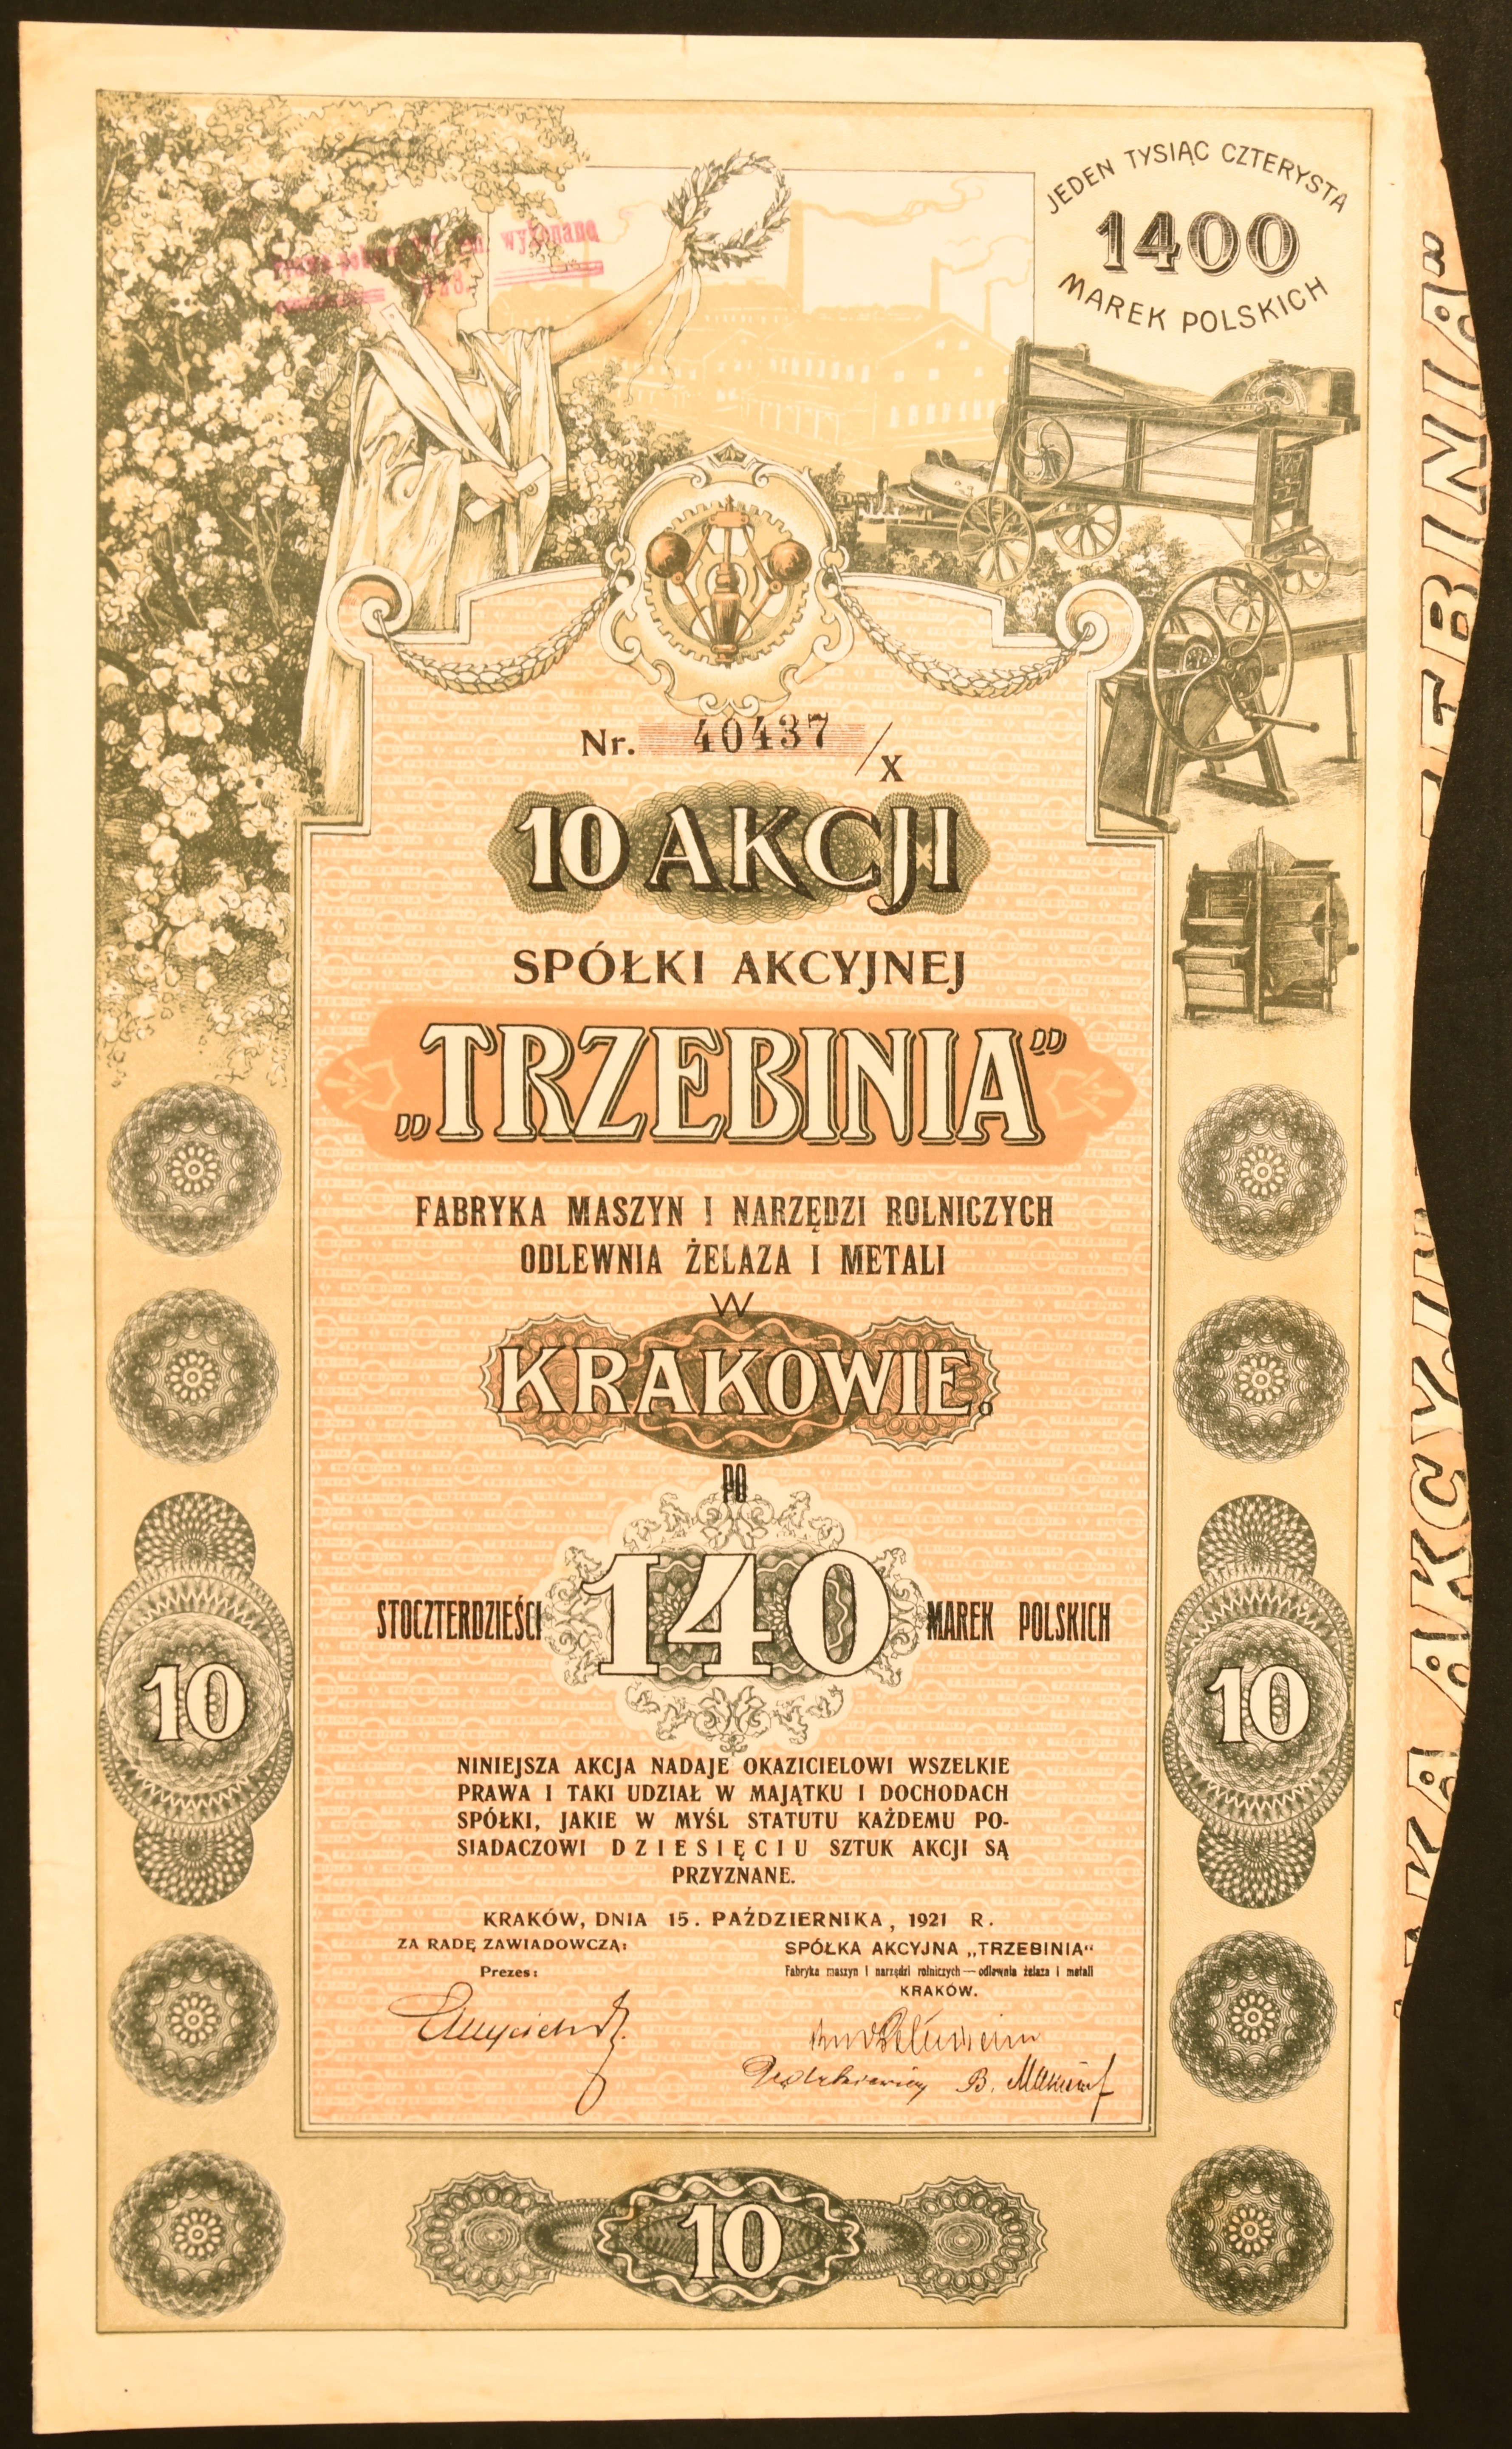 JEDEN TYSIĄC CZTERYSTA
1400
MAREK POLSKICH
wykonano
Nr. 40437 / X
10 AKCJI
SPÓŁKI AKCYJNEJ
„TRZEBINIA”
FABRYKA MASZYN I NARZĘDZI ROLNICZYCH
ODLEWNIA ŻELAZA I METALI
W
KRAKOWIE.
PO
STOCZTERDZIEŚCI 140 MAREK POLSKICH
10
10
NINIEJSZA AKCJA NADAJE OKAZICIELOWI WSZELKIE
PRAWA I TAKI UDZIAŁ W MAJĄTKU I DOCHODACH
SPÓŁKI, JAKIE W MYŚL STATUTU KAŻDEMU PO-
SIADACZOWI DZIESIĘCIU SZTUK AKCJI SĄ
PRZYZNANE.
KRAKÓW, DNIA 15. PAŹDZIERNIKA, 1921 R.
ZA RADĘ ZAWIADOWCZĄ:
Prezes:
SPÓŁKA AKCYJNA „TRZEBINIA“
Fabryka maszyn i narzędzi rolniczych — odlewnia żelaza i metali
KRAKÓW.
10